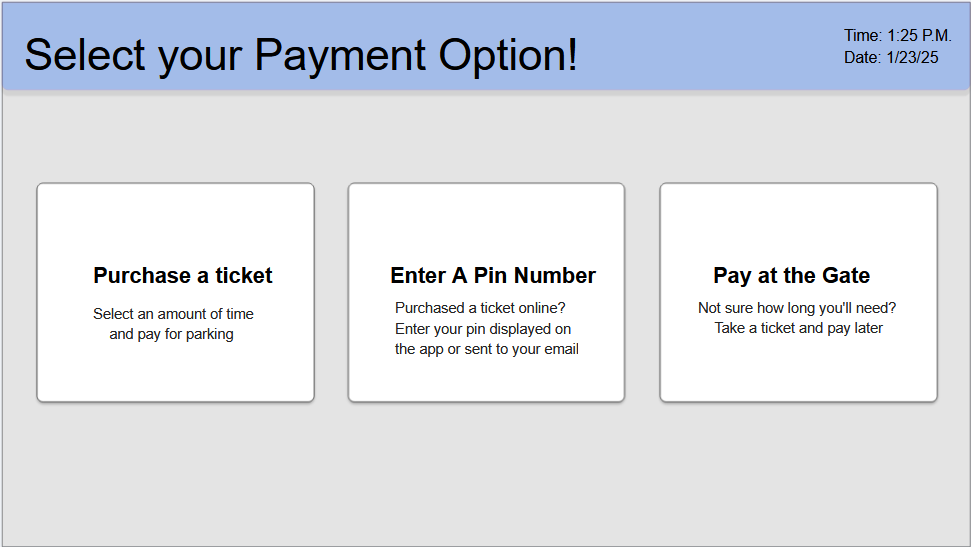 Select your Payment Option!
Time: 1:25 P.M.
Date: 1/23/25
Purchase a ticket
Select an amount of time
and pay for parking
Enter A Pin Number
Purchased a ticket online?
Enter your pin displayed on
the app or sent to your email
Pay at the Gate
Not sure how long you'll need?
Take a ticket and pay later